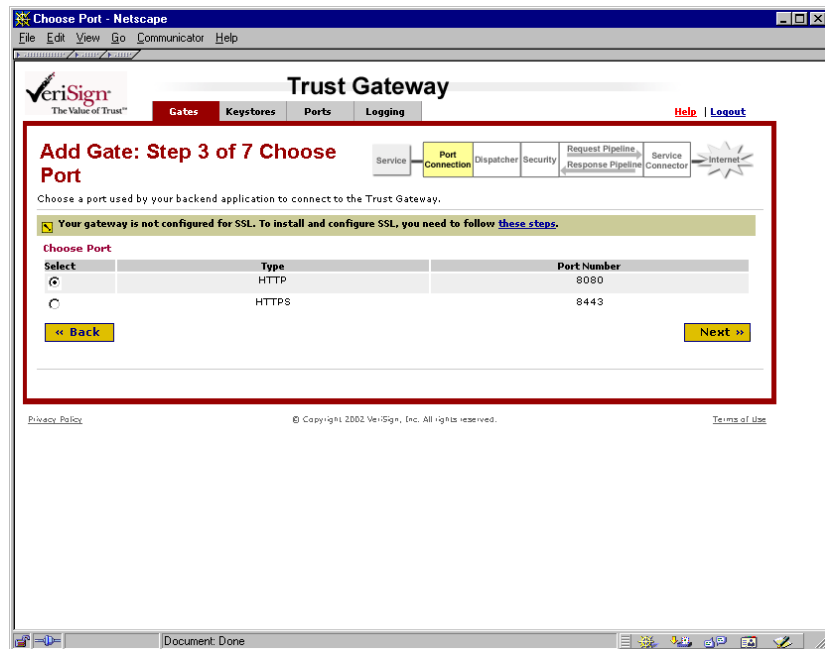 Choose Port - Netscape
File Edit View Go Communicator Help
VeriSign
The Value of Trust™
Trust Gateway
Gates Keystores Ports Logging
Help | Logout
Add Gate: Step 3 of 7 Choose Port
Service
Port Connection
Dispatcher
Security
Request Pipeline
Response Pipeline
Service Connector
Internet
Choose a port used by your backend application to connect to the Trust Gateway.
Your gateway is not configured for SSL. To install and configure SSL, you need to follow these steps.
Choose Port
Select Type Port Number
HTTP 8080
HTTPS 8443
« Back
Next »
Privacy Policy
© Copyright 2002 VeriSign, Inc. All rights reserved.
Terms of Use
Document: Done